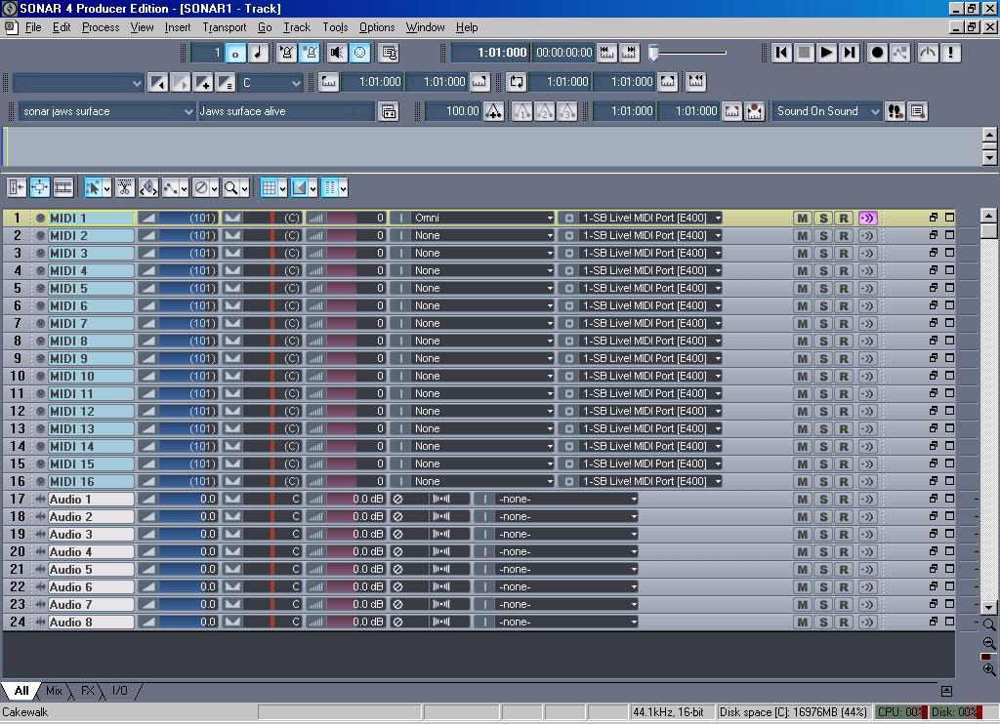 SONAR 4 Producer Edition - [SONAR1 - Track]
File Edit Process View Insert Transport Go Track Tools Options Window Help
1 1:01:000 00:00:00:00
C 1:01:000 1:01:000 1:01:000 1:01:000
sonar jaws surface Jaws surface alive 100.00 1 2 3 1:01:000 1:01:000 Sound On Sound
1 MIDI 1 (101) (C) 0 Omni 1-SB Live! MIDI Port [E400] M S R
2 MIDI 2 (101) (C) 0 None 1-SB Live! MIDI Port [E400] M S R
3 MIDI 3 (101) (C) 0 None 1-SB Live! MIDI Port [E400] M S R
4 MIDI 4 (101) (C) 0 None 1-SB Live! MIDI Port [E400] M S R
5 MIDI 5 (101) (C) 0 None 1-SB Live! MIDI Port [E400] M S R
6 MIDI 6 (101) (C) 0 None 1-SB Live! MIDI Port [E400] M S R
7 MIDI 7 (101) (C) 0 None 1-SB Live! MIDI Port [E400] M S R
8 MIDI 8 (101) (C) 0 None 1-SB Live! MIDI Port [E400] M S R
9 MIDI 9 (101) (C) 0 None 1-SB Live! MIDI Port [E400] M S R
10 MIDI 10 (101) (C) 0 None 1-SB Live! MIDI Port [E400] M S R
11 MIDI 11 (101) (C) 0 None 1-SB Live! MIDI Port [E400] M S R
12 MIDI 12 (101) (C) 0 None 1-SB Live! MIDI Port [E400] M S R
13 MIDI 13 (101) (C) 0 None 1-SB Live! MIDI Port [E400] M S R
14 MIDI 14 (101) (C) 0 None 1-SB Live! MIDI Port [E400] M S R
15 MIDI 15 (101) (C) 0 None 1-SB Live! MIDI Port [E400] M S R
16 MIDI 16 (101) (C) 0 None 1-SB Live! MIDI Port [E400] M S R
17 Audio 1 0.0 C 0.0 dB -none- M S R
18 Audio 2 0.0 C 0.0 dB -none- M S R
19 Audio 3 0.0 C 0.0 dB -none- M S R
20 Audio 4 0.0 C 0.0 dB -none- M S R
21 Audio 5 0.0 C 0.0 dB -none- M S R
22 Audio 6 0.0 C 0.0 dB -none- M S R
23 Audio 7 0.0 C 0.0 dB -none- M S R
24 Audio 8 0.0 C 0.0 dB -none- M S R
All Mix FX I/O
Cakewalk 44.1kHz, 16-bit Disk space [C]: 16976MB (44%) CPU: 00% Disk: 00%